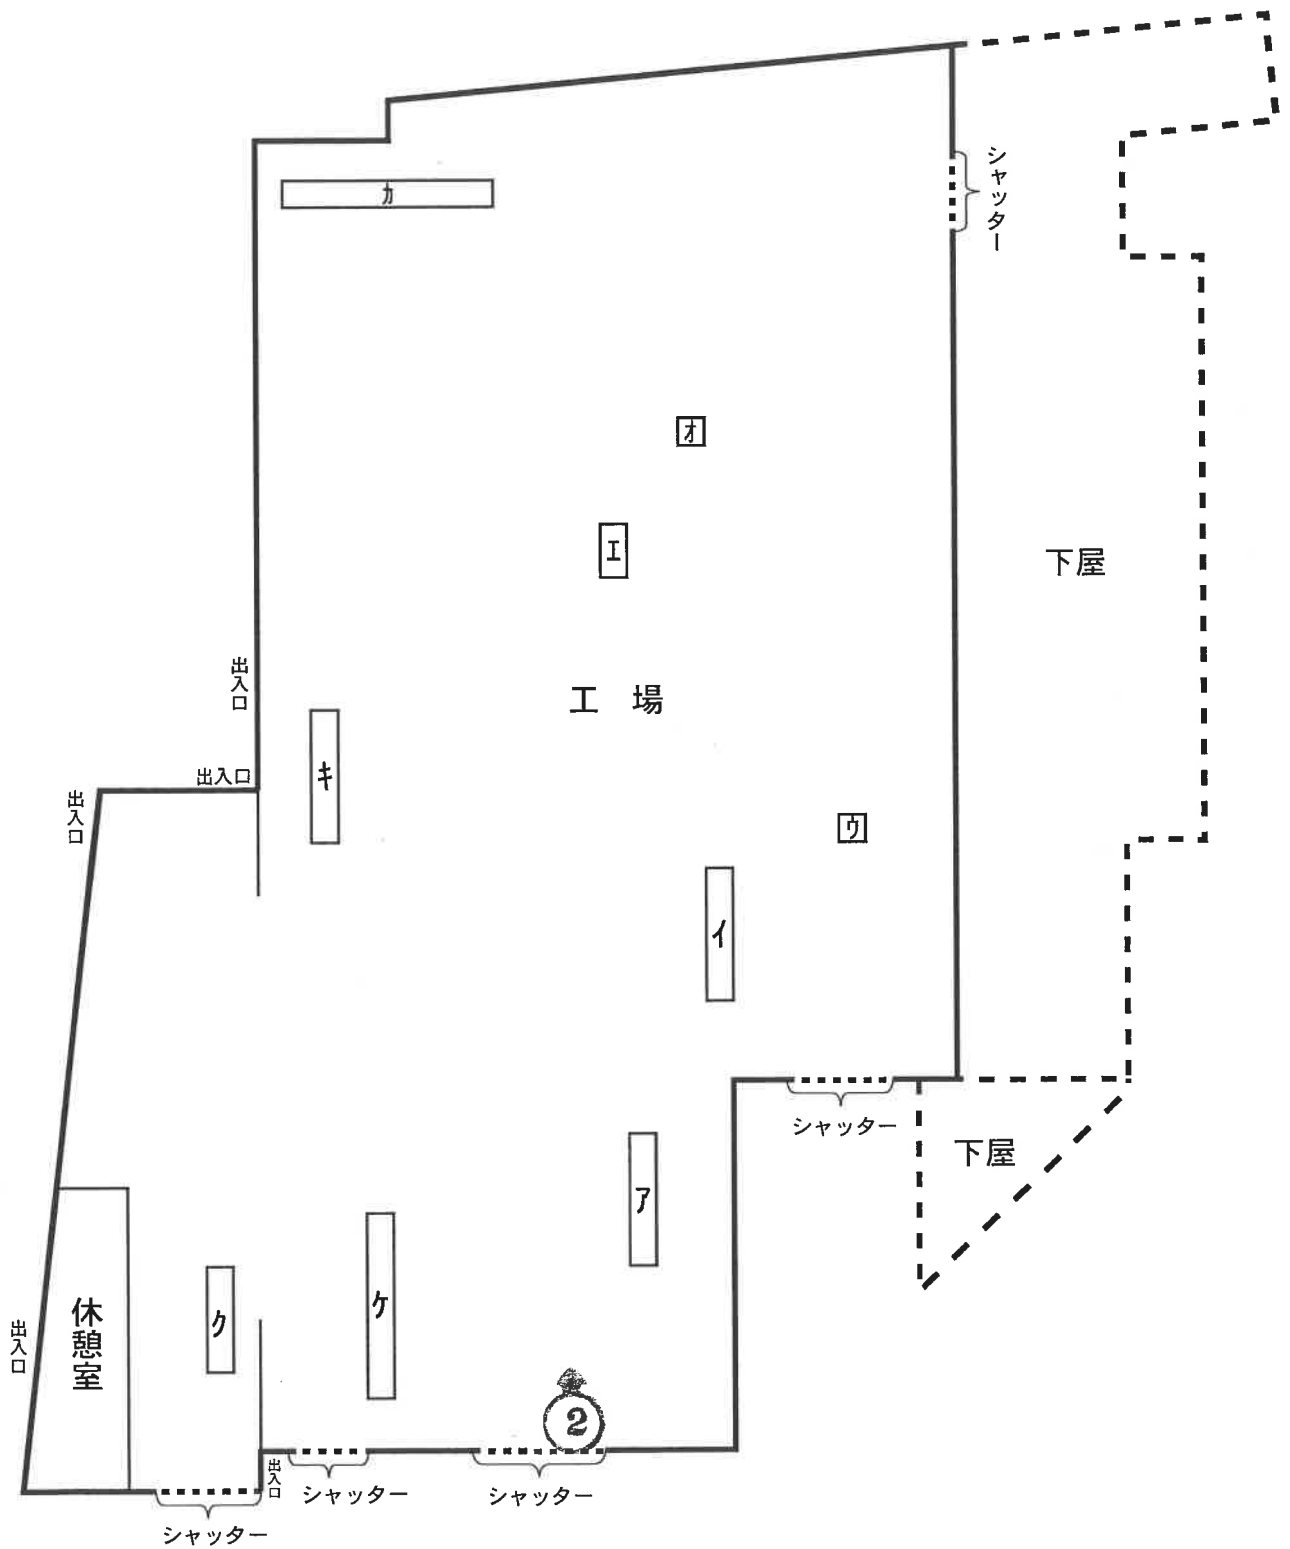 シャッター
カ
オ
エ
下屋
工 場
出入口
出入口
出入口
キ
ウ
イ
シャッター
下屋
ア
ケ
ク
休憩室
出入口
2
出入口
シャッター
シャッター
シャッター